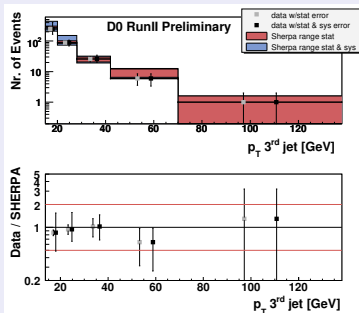 D0 RunII Preliminary
data w/stat error
data w/stat & sys error
Sherpa range stat
Sherpa range stat & sys
Nr. of Events
10²
10
1
20 40 60 80 100 120
p_T 3rd jet [GeV]
Data / SHERPA
5
4
3
2
1
0.2
20 40 60 80 100 120
p_T 3rd jet [GeV]